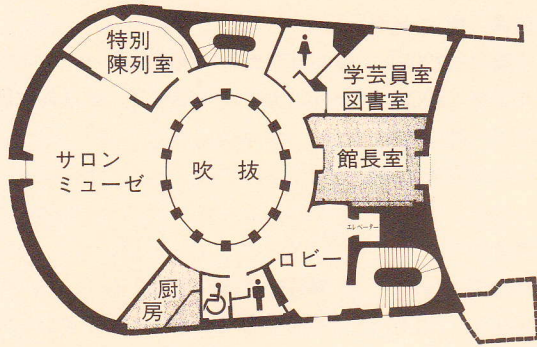 特別
陳列室
学芸員室
図書室
サロン
ミューゼ
吹 抜
館長室
エレベーター
ロビー
厨
房